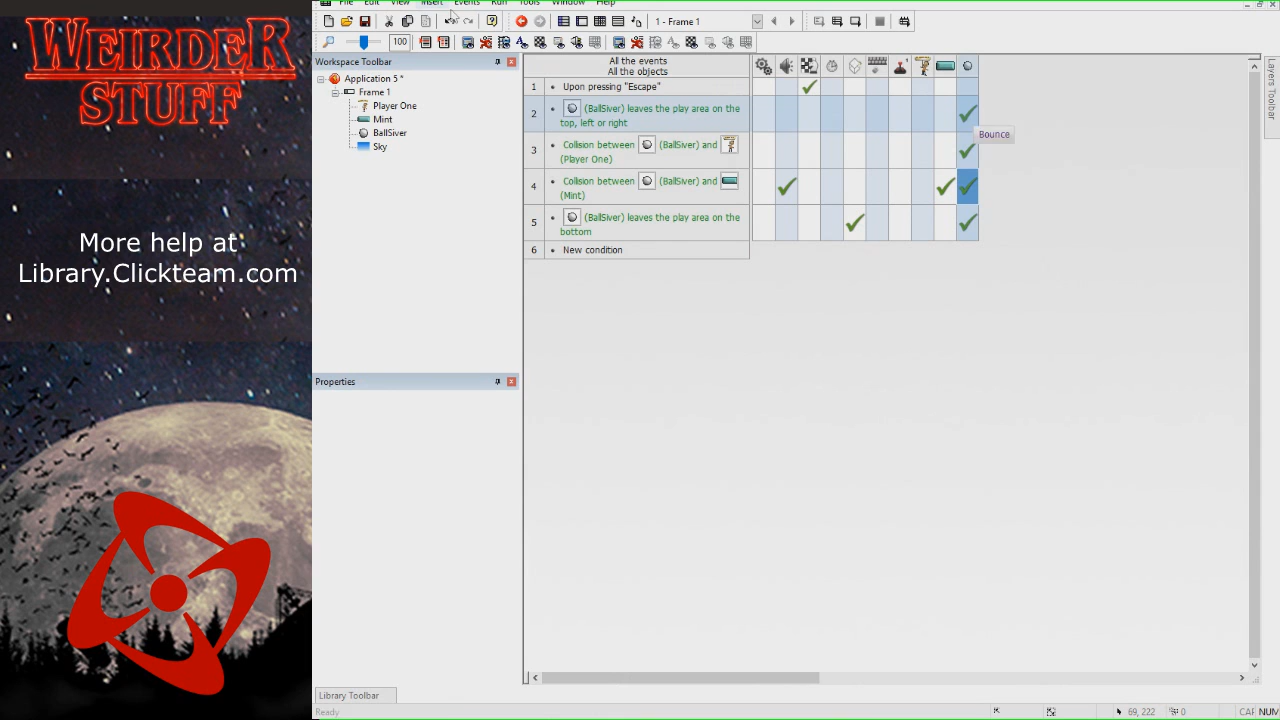 WEIRDER
STUFF
More help at
Library.Clickteam.com
File Edit View Insert Events Run Tools Window Help
1 - Frame 1
100
Workspace Toolbar
Application 5 *
Frame 1
Player One
Mint
BallSiver
Sky
Properties
Library Toolbar
Ready
All the events
All the objects
1 • Upon pressing "Escape"
2 • (BallSiver) leaves the play area on the
top, left or right
3 • Collision between (BallSiver) and
(Player One)
4 • Collision between (BallSiver) and
(Mint)
5 • (BallSiver) leaves the play area on the
bottom
6 • New condition
Bounce
Layers Toolbar
69, 222
0
CAP NUM